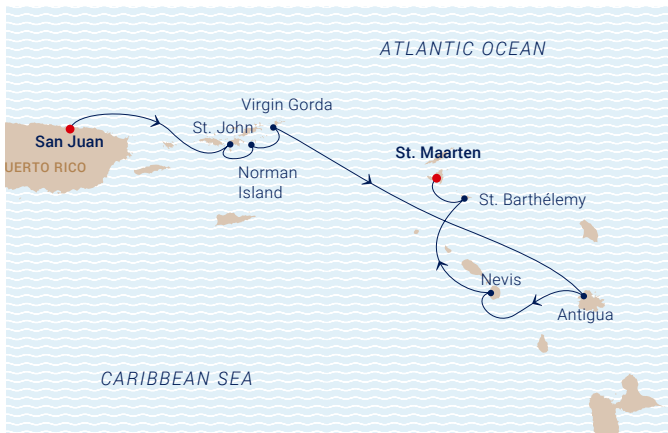 ATLANTIC OCEAN
Virgin Gorda
St. John
San Juan
UERTO RICO
Norman
Island
St. Maarten
St. Barthélemy
Nevis
Antigua
CARIBBEAN SEA